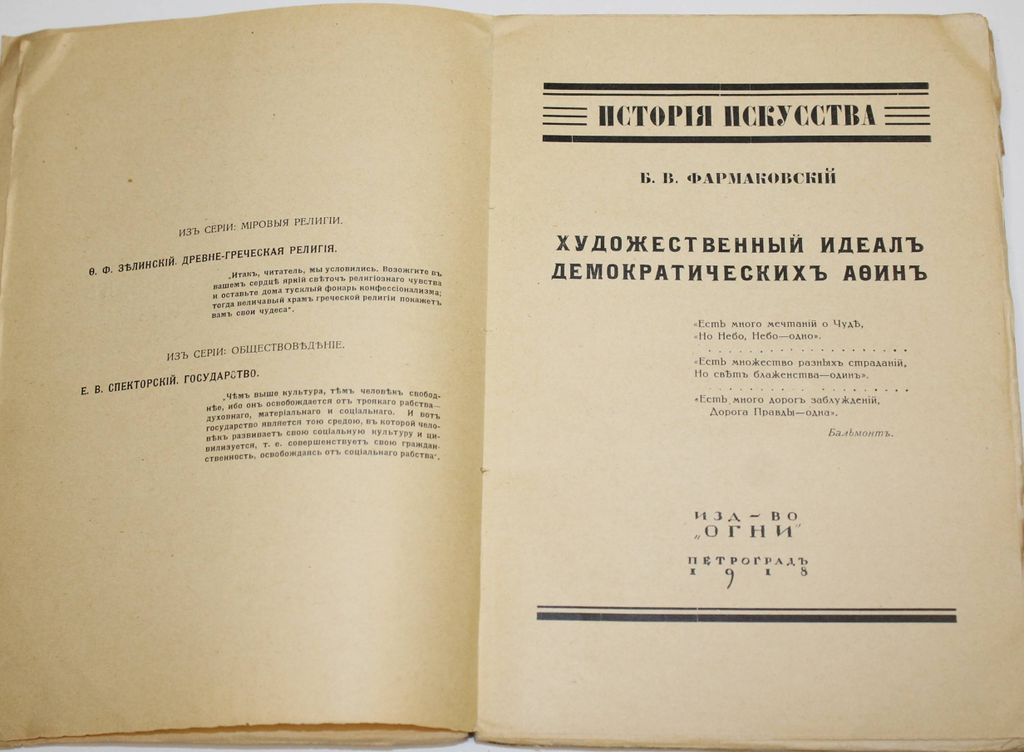 ИЗЪ СЕРІИ: МІРОВЫЯ РЕЛИГІИ.
Ѳ. Ф. ЗѢЛИНСКІЙ. ДРЕВНЕ-ГРЕЧЕСКАЯ РЕЛИГІЯ.
„Итакъ, читатель, мы условились. Возожгите въ
вашемъ сердцѣ яркій свѣточъ религіознаго чувства
и оставьте дома тусклый фонарь конфессіонализма;
тогда величавый храмъ греческой религіи покажетъ
вамъ свои чудеса“.
ИЗЪ СЕРІИ: ОБЩЕСТВОВѢДѢНІЕ.
Е. В. СПЕКТОРСКІЙ. ГОСУДАРСТВО.
„Чѣмъ выше культура, тѣмъ человѣкъ свобод-
нѣе, ибо онъ освобождается отъ троякаго рабства—
духовнаго, матеріальнаго и соціальнаго. И вотъ
государство является тою средою, въ которой чело-
вѣкъ развиваетъ свою соціальную культуру и ци-
вилизуется, т. е. совершенствуетъ свою граждан-
ственность, освобождаясь отъ соціальнаго рабства“.
ИСТОРІЯ ИСКУССТВА
Б. В. ФАРМАКОВСКІЙ
ХУДОЖЕСТВЕННЫЙ ИДЕАЛЪ
ДЕМОКРАТИЧЕСКИХЪ АѲИНЪ
«Есть много мечтаній о Чудѣ,
«Но Небо, Небо—одно».
. . . . . . . . . . . . . . . . . . .
«Есть множество разныхъ страданій,
Но свѣтъ блаженства—одинъ».
. . . . . . . . . . . . . . . . . . .
«Есть много дорогъ заблужденій,
Дорога Правды—одна».
Бальмонтъ.
ИЗД-ВО
„ОГНИ“
ПЕТРОГРАДЪ
1918